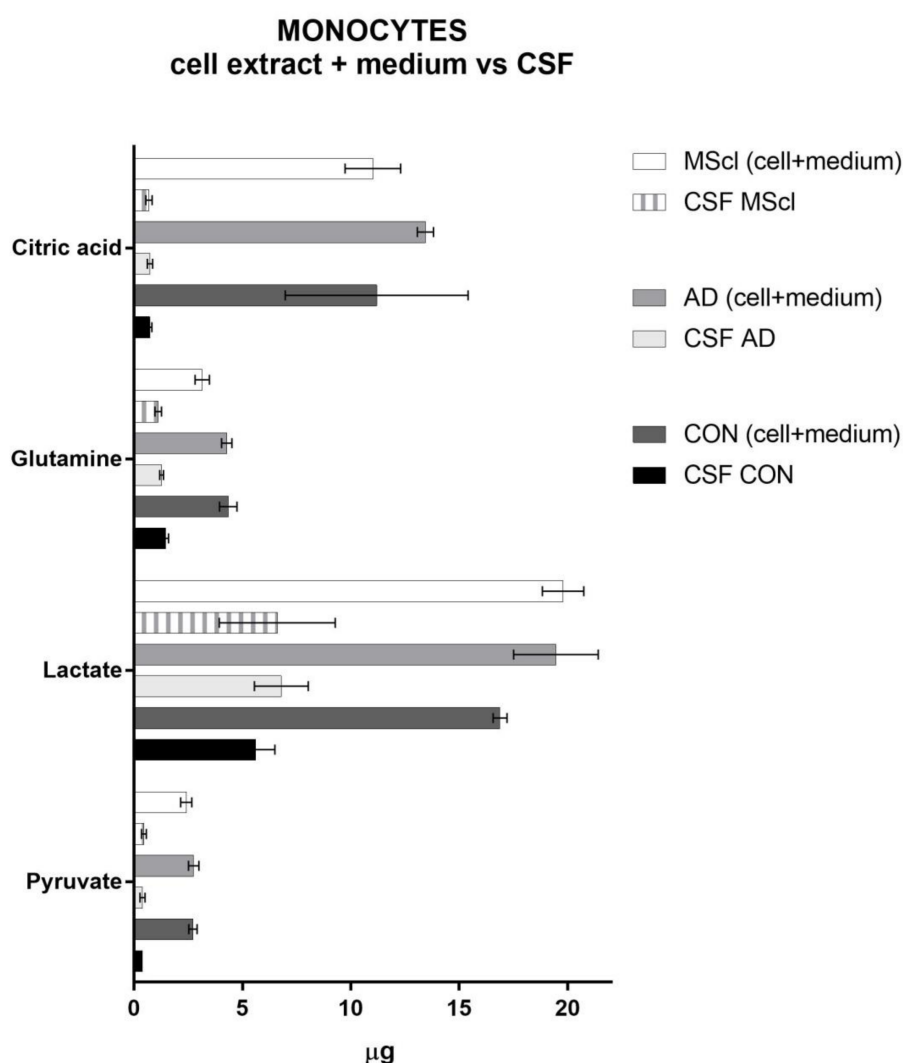 MONOCYTES
cell extract + medium vs CSF
MScl (cell+medium)
CSF MScl
AD (cell+medium)
CSF AD
CON (cell+medium)
CSF CON
Citric acid
Glutamine
Lactate
Pyruvate
0 5 10 15 20
μg